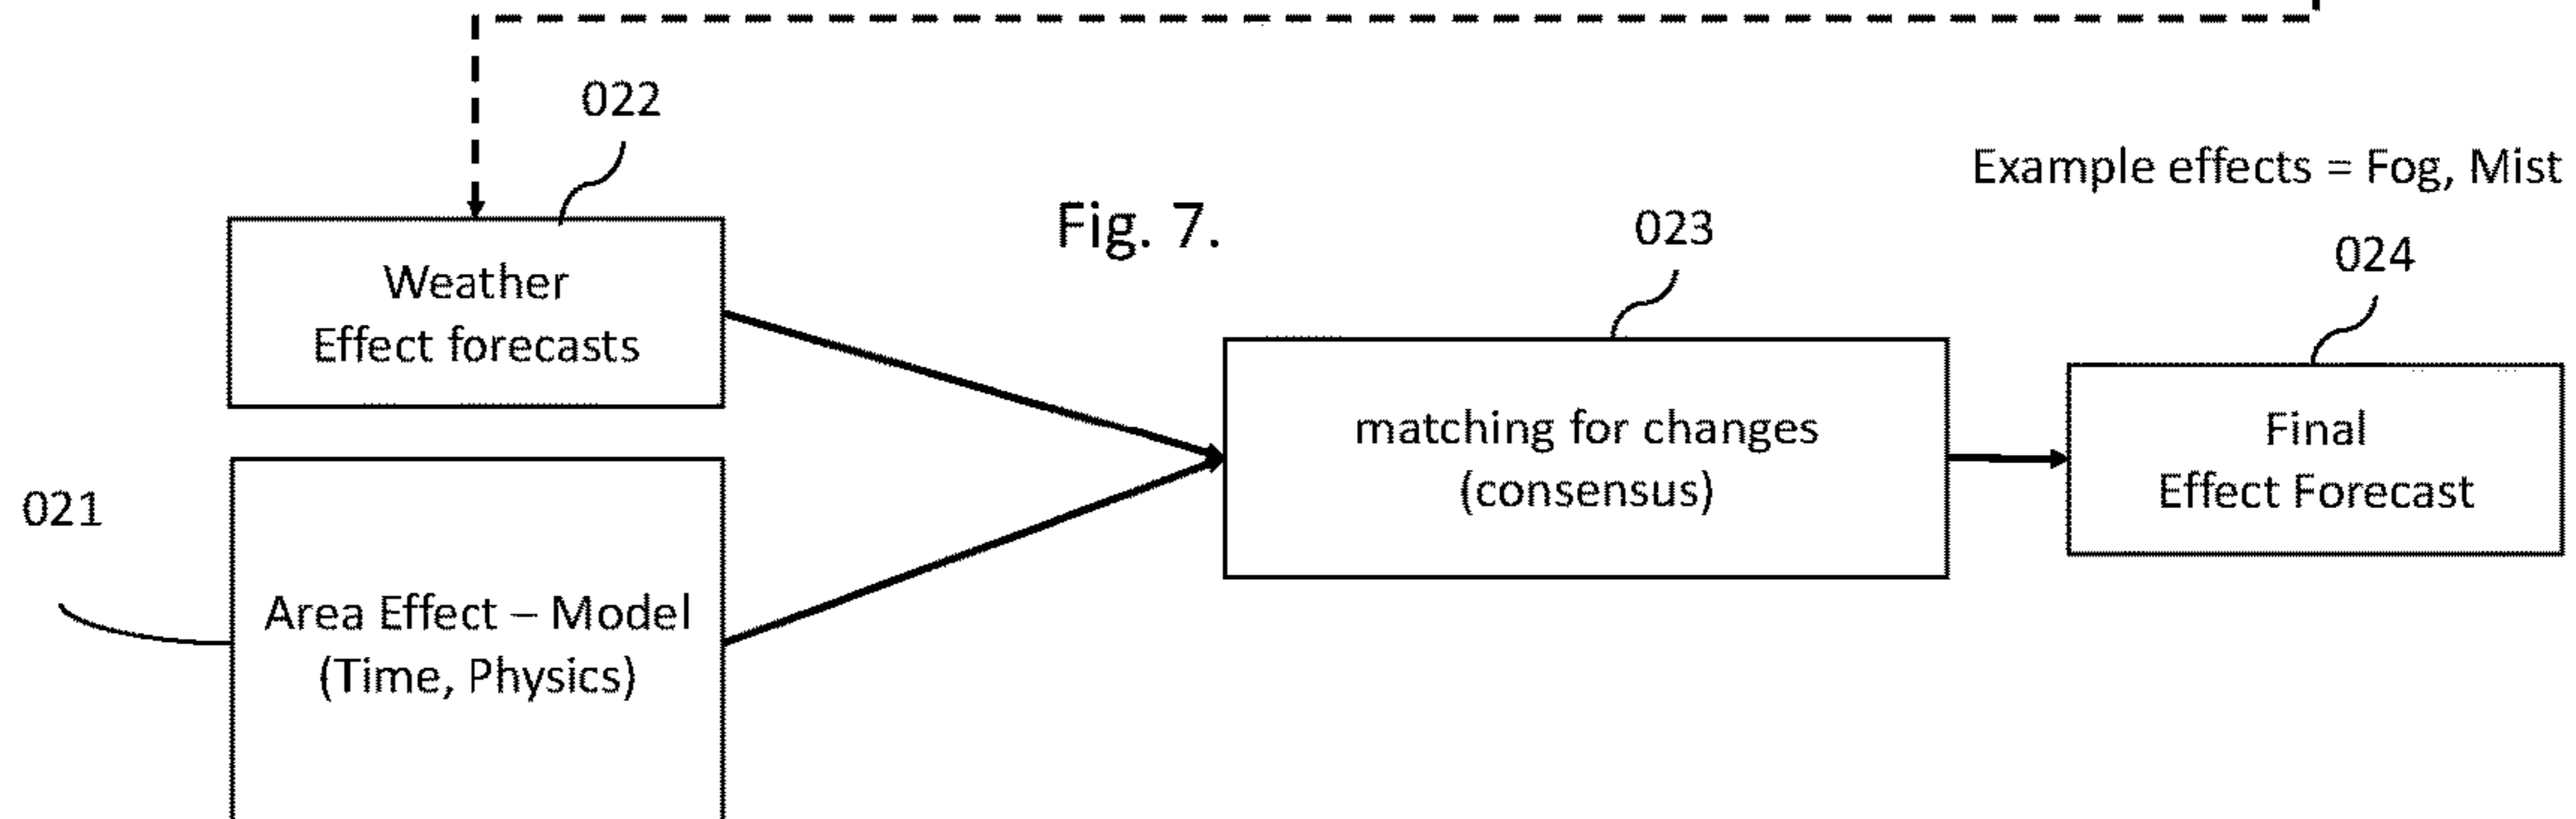 022
Example effects = Fog, Mist
Fig. 7.
023
024
Weather
Effect forecasts
matching for changes
(consensus)
Final
Effect Forecast
021
Area Effect – Model
(Time, Physics)